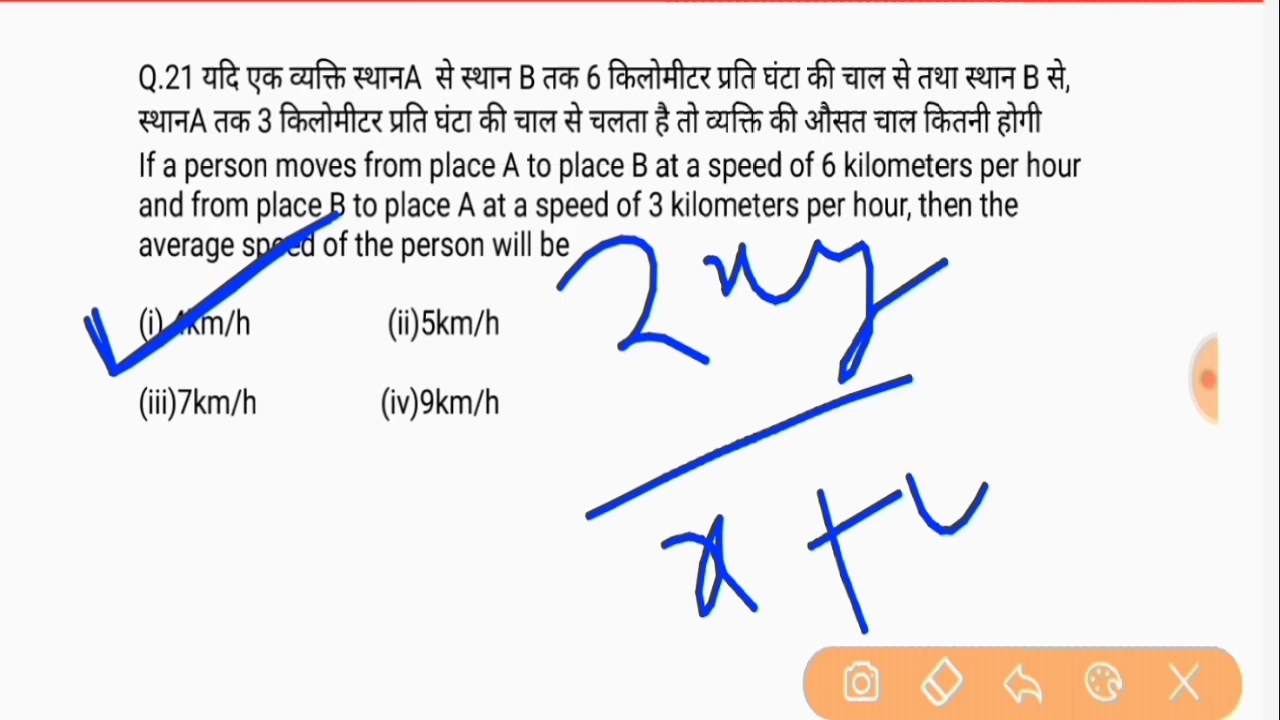 Q.21 यदि एक व्यक्ति स्थानA से स्थान B तक 6 किलोमीटर प्रति घंटा की चाल से तथा स्थान B से,
स्थानA तक 3 किलोमीटर प्रति घंटा की चाल से चलता है तो व्यक्ति की औसत चाल कितनी होगी
If a person moves from place A to place B at a speed of 6 kilometers per hour
and from place B to place A at a speed of 3 kilometers per hour, then the
average speed of the person will be
(i) 4km/h (ii)5km/h
(iii)7km/h (iv)9km/h
2xy
x+